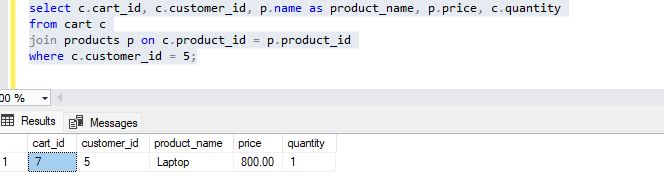 select c.cart_id, c.customer_id, p.name as product_name, p.price, c.quantity
from cart c
join products p on c.product_id = p.product_id
where c.customer_id = 5;
00 %
Results Messages
cart_id customer_id product_name price quantity
1 7 5 Laptop 800.00 1